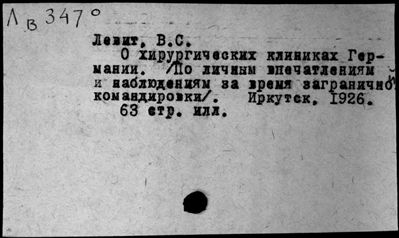 Л В 347°
Левит, В.С.
О хирургических клиниках Гер-
мании. /По личным впечатлениям
и наблюдениям за время заграничной
командировки/. Иркутск, 1926.
63 стр. илл.